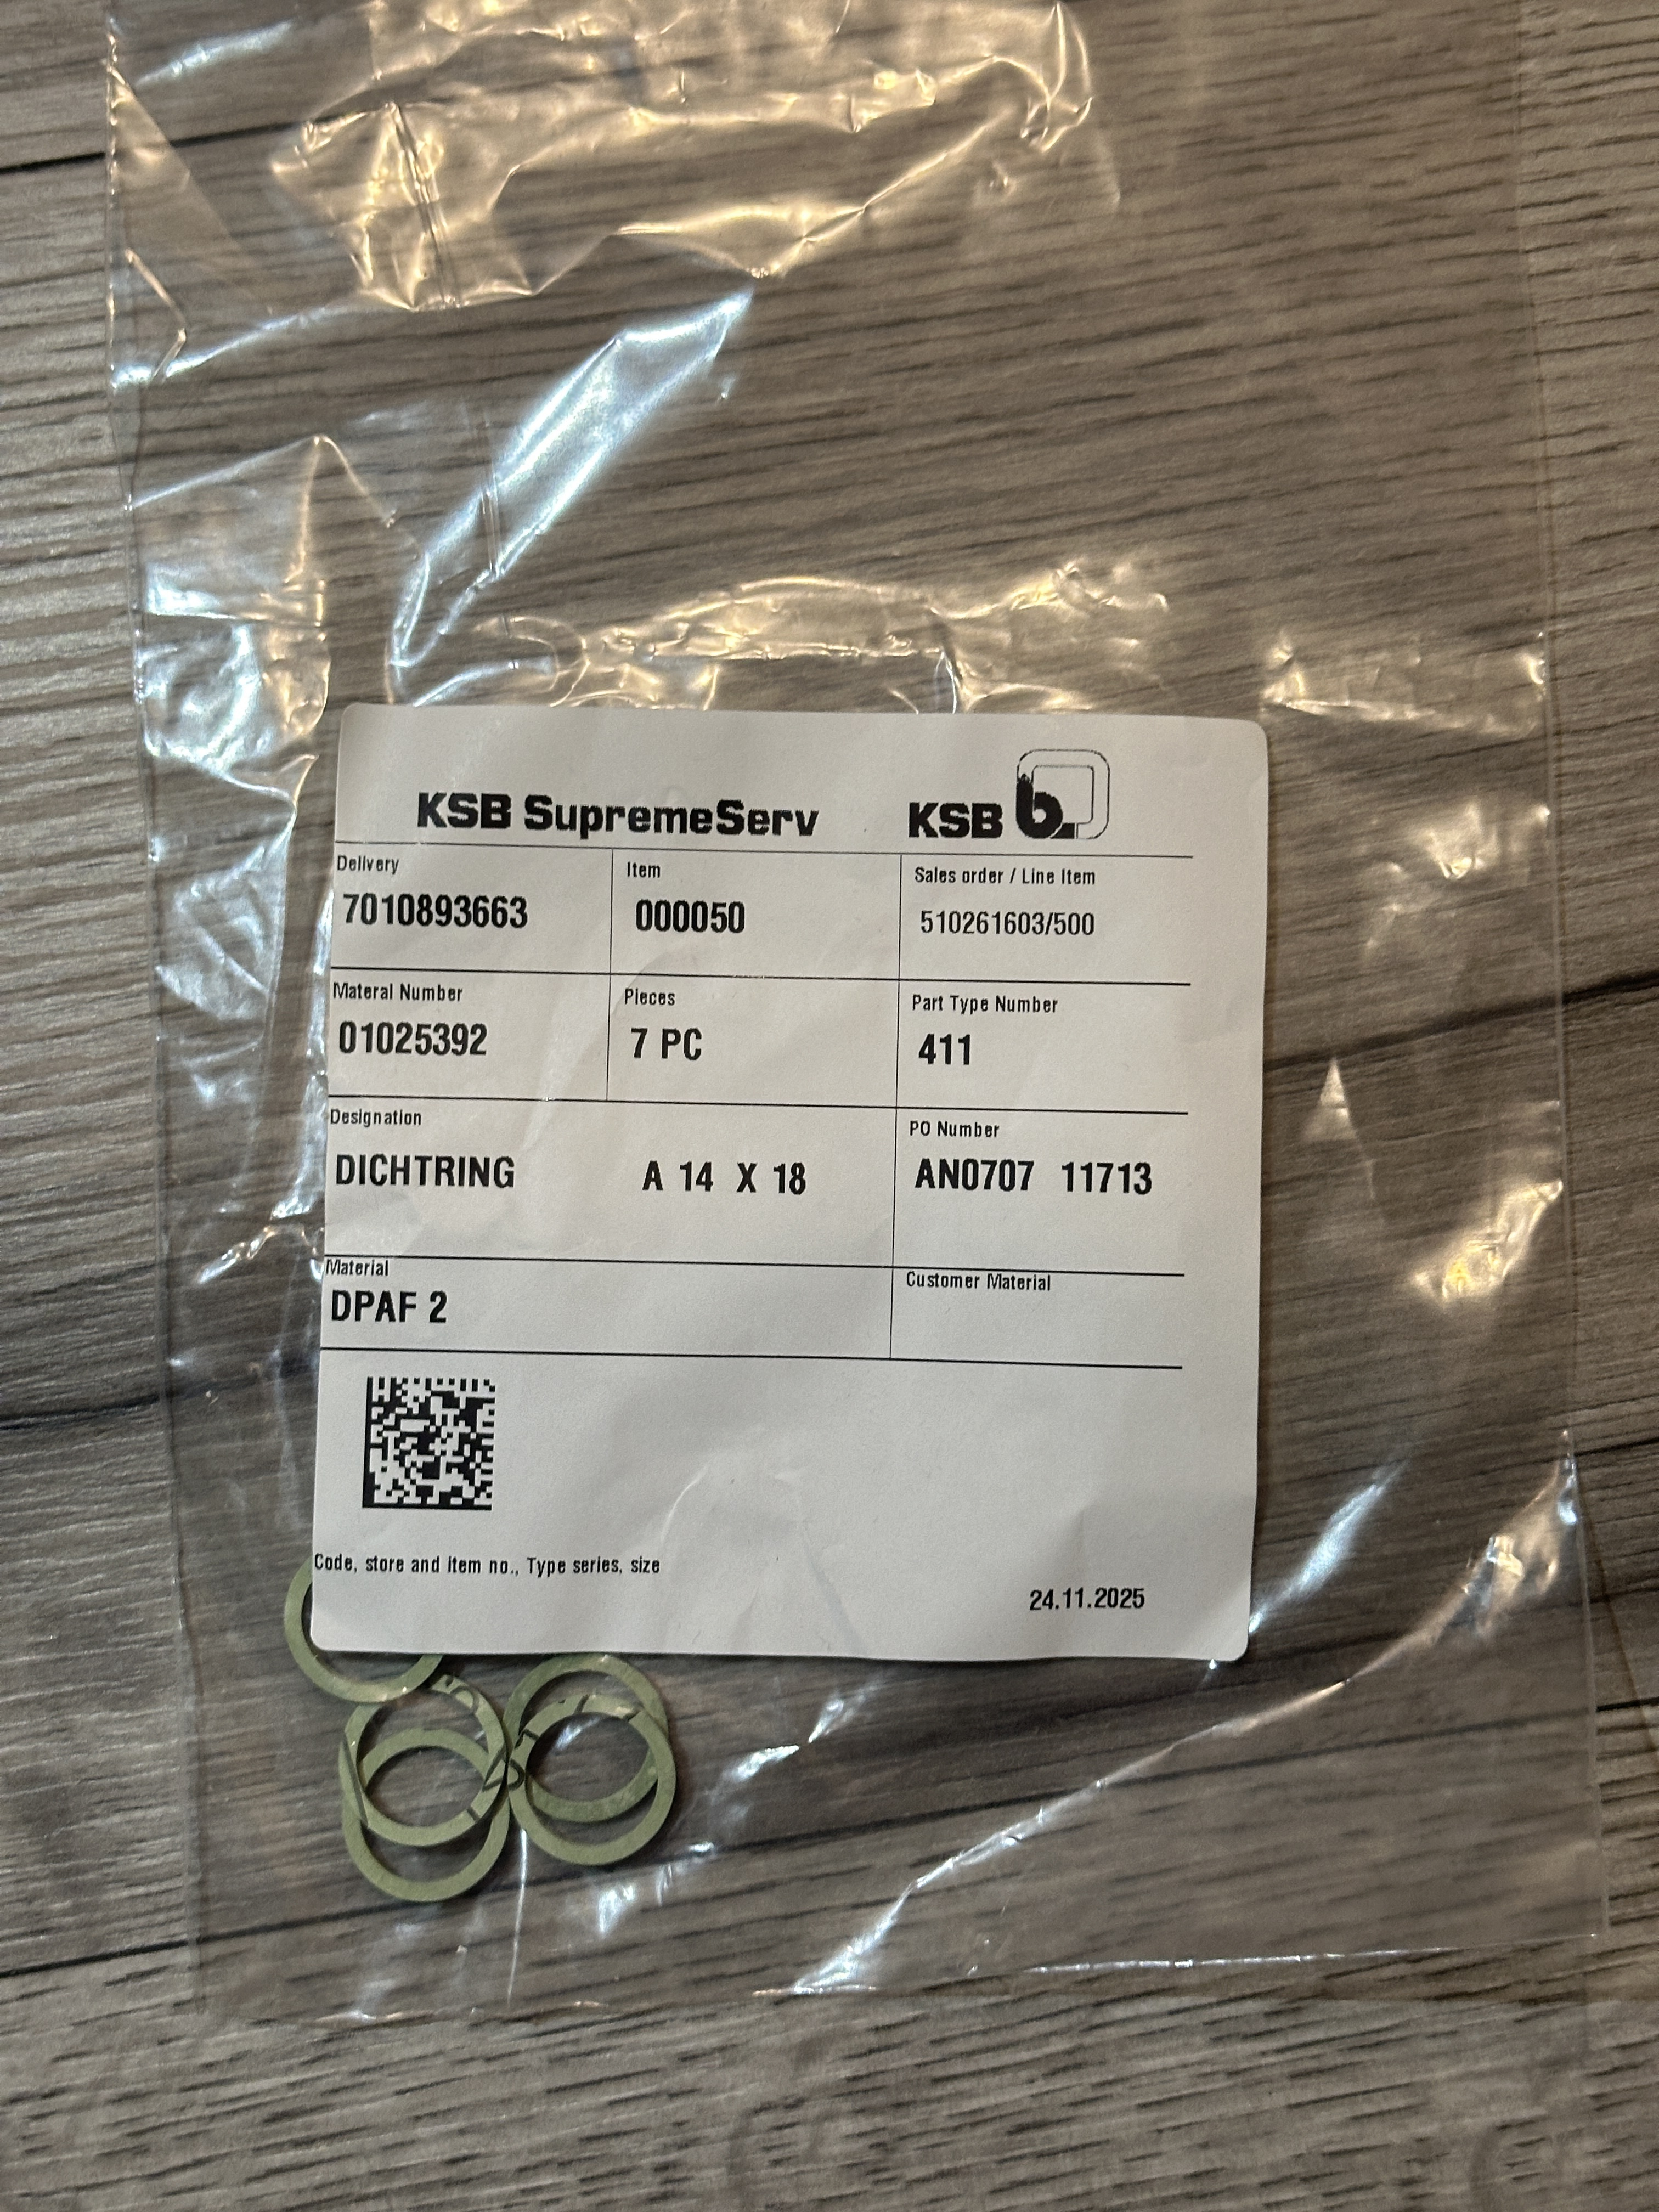 KSB SupremeServ KSB
Delivery Item Sales order / Line Item
7010893663 000050 510261603/500
Materal Number Pieces Part Type Number
01025392 7 PC 411
Designation PO Number
DICHTRING A 14 X 18 AN0707 11713
Material Customer Material
DPAF 2
Code, store and item no., Type series, size
24.11.2025